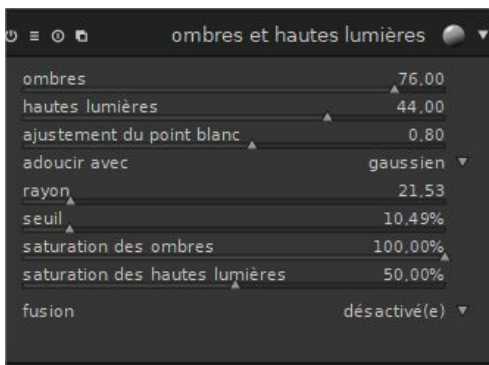 ombres et hautes lumières
ombres 76,00
hautes lumières 44,00
ajustement du point blanc 0,80
adoucir avec gaussien
rayon 21,53
seuil 10,49%
saturation des ombres 100,00%
saturation des hautes lumières 50,00%
fusion désactivé(e)